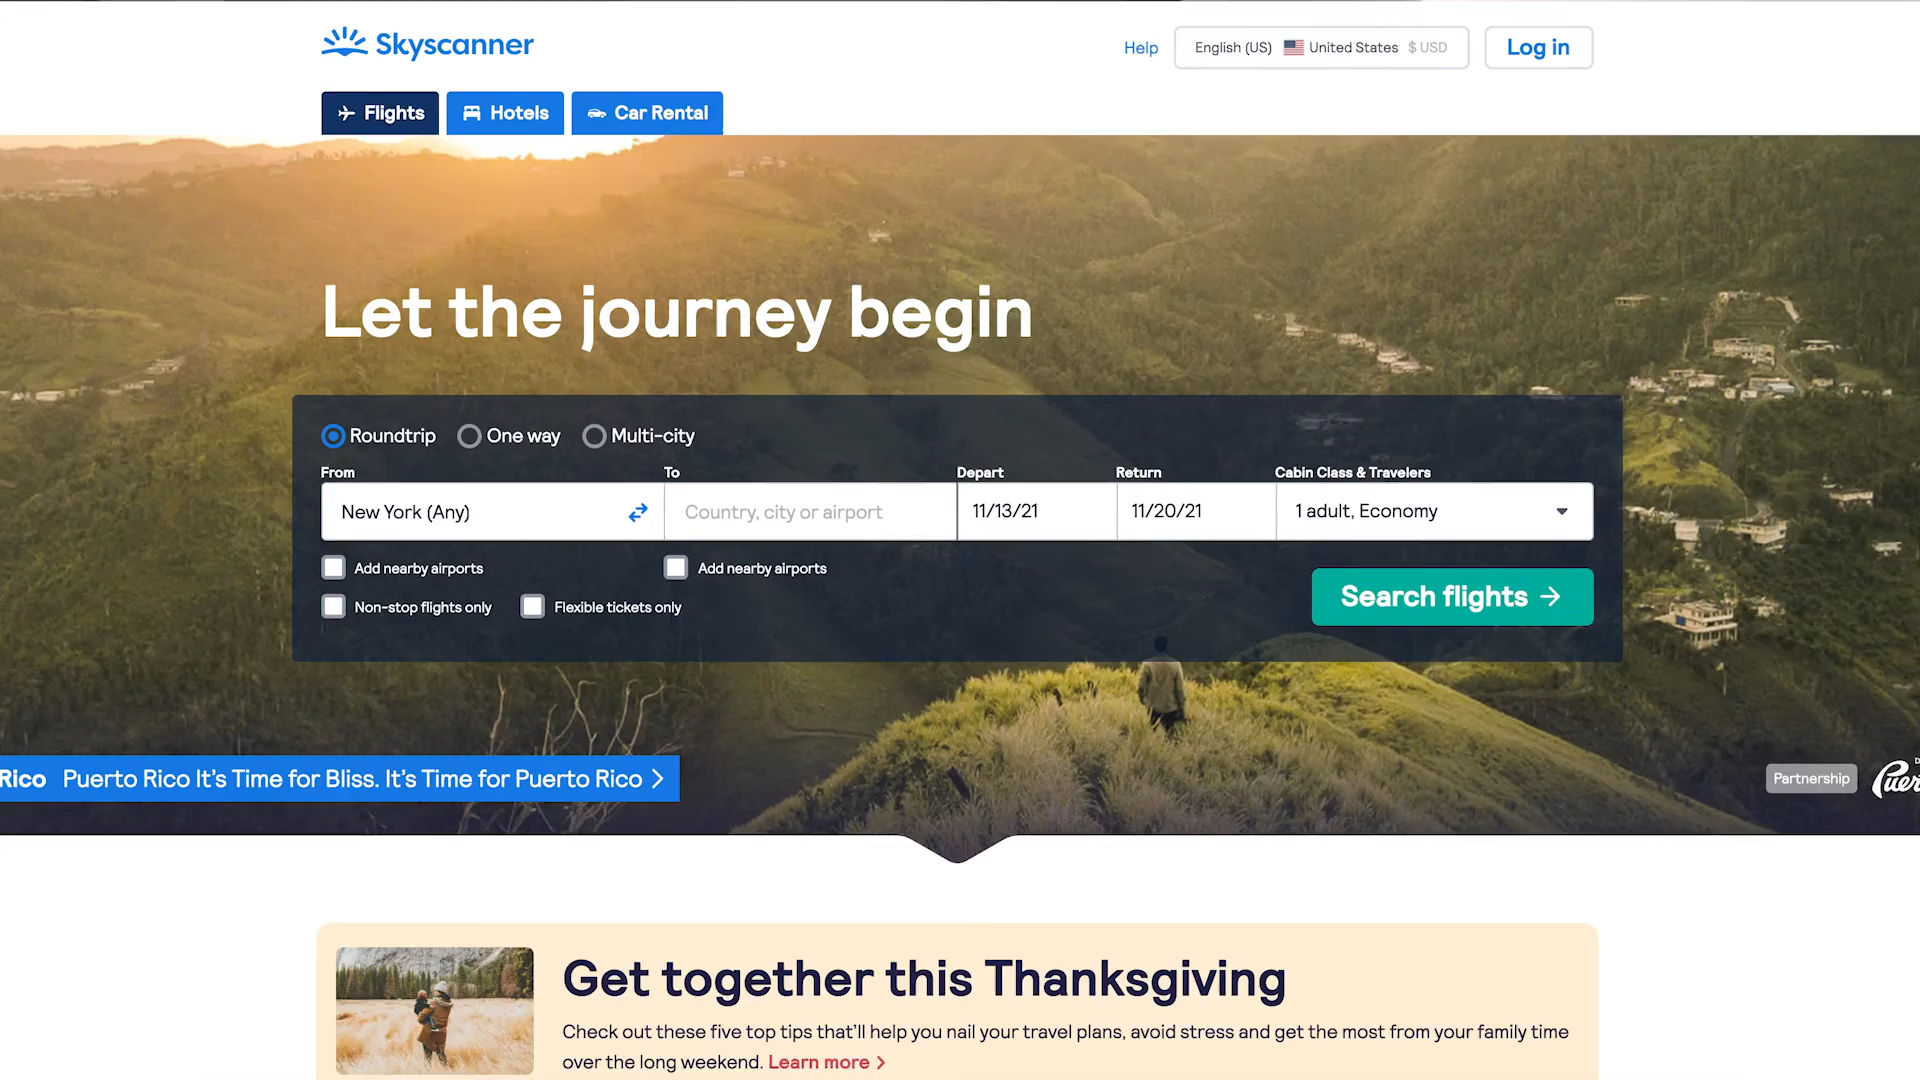 Skyscanner
Help
English (US) United States $ USD
Log in
Flights
Hotels
Car Rental
Let the journey begin
Roundtrip
One way
Multi-city
From
To
Depart
Return
Cabin Class & Travelers
New York (Any)
Country, city or airport
11/13/21
11/20/21
1 adult, Economy
Add nearby airports
Add nearby airports
Non-stop flights only
Flexible tickets only
Search flights
Rico Puerto Rico It's Time for Bliss. It's Time for Puerto Rico
Partnership
Get together this Thanksgiving
Check out these five top tips that'll help you nail your travel plans, avoid stress and get the most from your family time
over the long weekend. Learn more